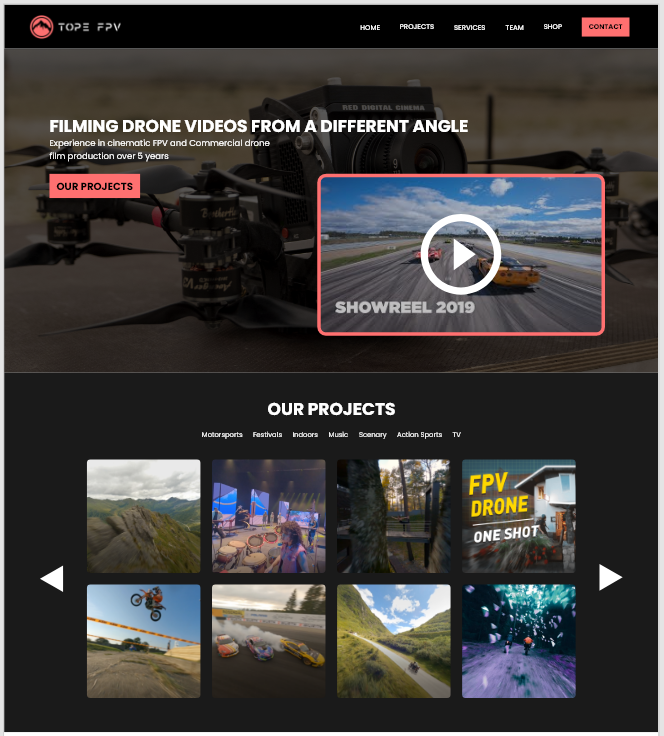 TOPE FPV
HOME PROJECTS SERVICES TEAM SHOP CONTACT
RED DIGITAL CINEMA
FILMING DRONE VIDEOS FROM A DIFFERENT ANGLE
Experience in cinematic FPV and Commercial drone
film production over 5 years
OUR PROJECTS
SHOWREEL 2019
OUR PROJECTS
Motorsports Festivals Indoors Music Scenary Action Sports TV
FPV
DRONE
ONE SHOT